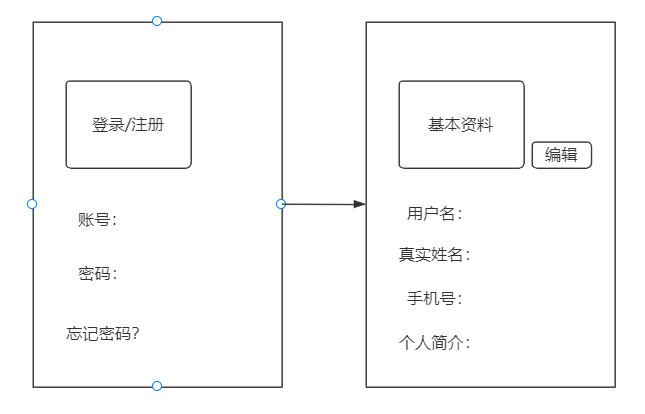 登录/注册
账号：
密码：
忘记密码？
基本资料
编辑
用户名：
真实姓名：
手机号：
个人简介：